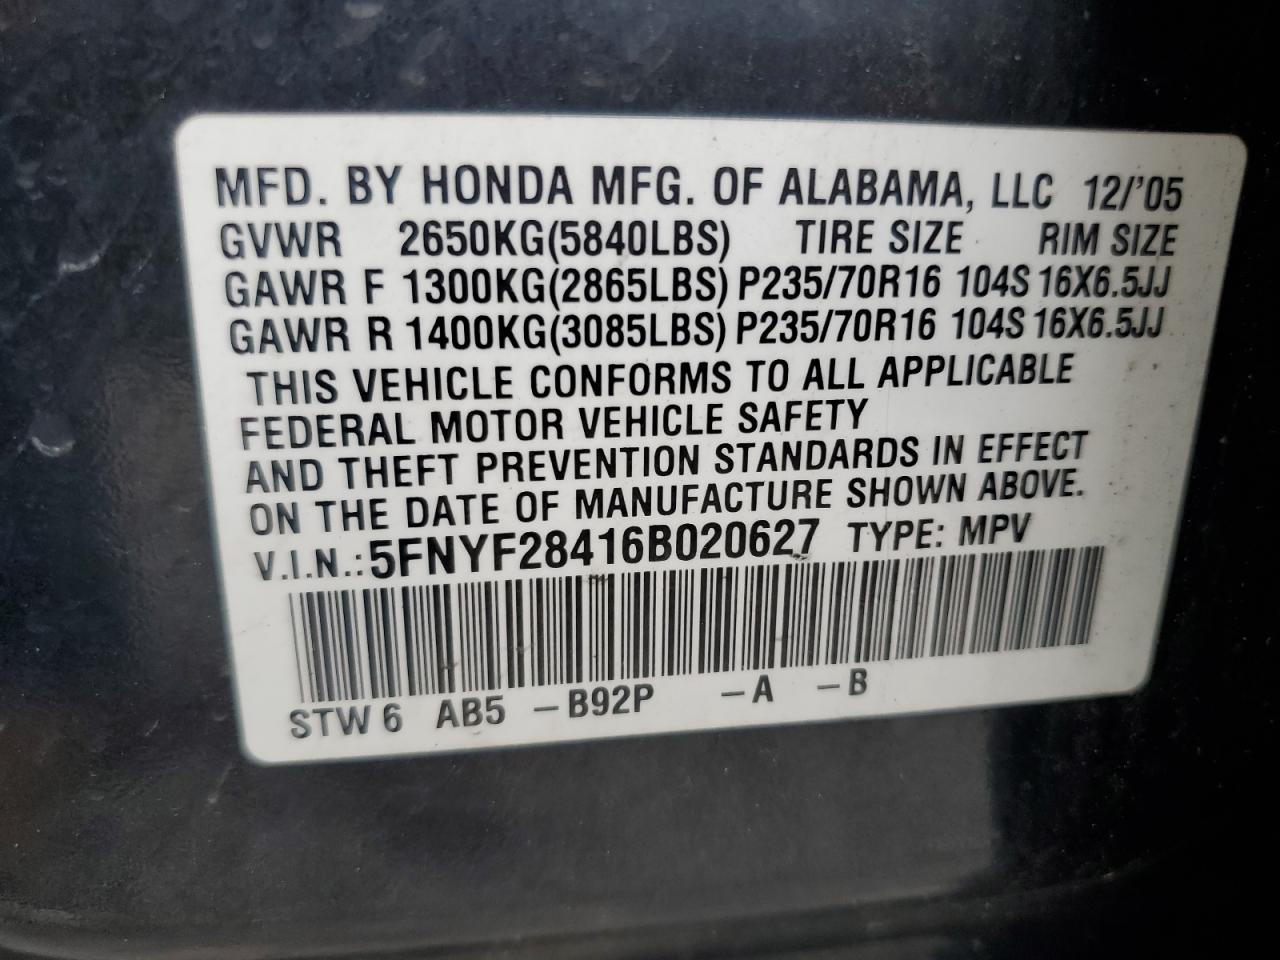 MFD. BY HONDA MFG. OF ALABAMA, LLC 12/'05
GVWR 2650KG(5840LBS) TIRE SIZE RIM SIZE
GAWR F 1300KG(2865LBS) P235/70R16 104S 16X6.5JJ
GAWR R 1400KG(3085LBS) P235/70R16 104S 16X6.5JJ
THIS VEHICLE CONFORMS TO ALL APPLICABLE
FEDERAL MOTOR VEHICLE SAFETY
AND THEFT PREVENTION STANDARDS IN EFFECT
ON THE DATE OF MANUFACTURE SHOWN ABOVE.
V.I.N.: 5FNYF28416B020627 TYPE: MPV
STW 6 AB5 –B92P –A –B